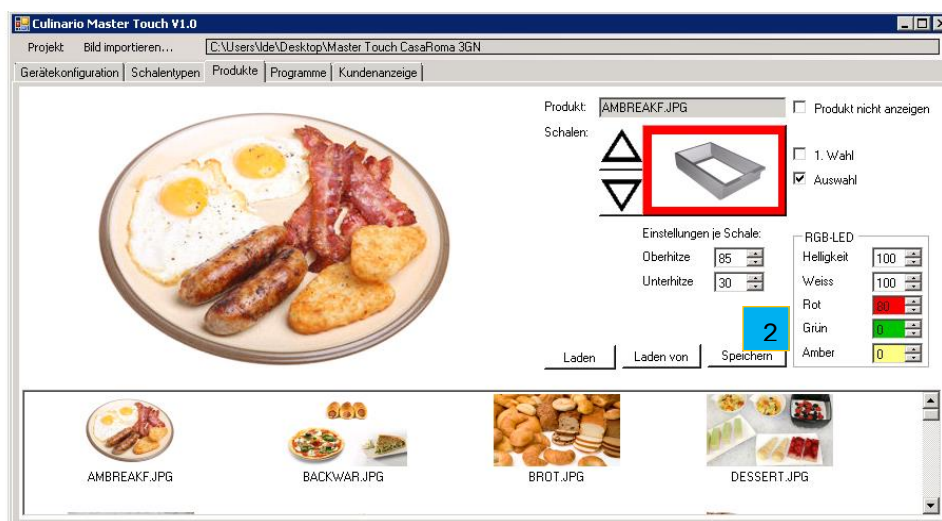 Culinario Master Touch V1.0
Projekt Bild importieren... C:\Users\lde\Desktop\Master Touch CasaRoma 3GN
Gerätekonfiguration Schalentypen Produkte Programme Kundenanzeige
Produkt: AMBREAKF.JPG Produkt nicht anzeigen
Schalen:
1. Wahl
Auswahl
Einstellungen je Schale:
RGB-LED
Oberhitze 85 Helligkeit 100
Unterhitze 30 Weiss 100
Rot 80
2 Grün 0
Laden Laden von Speichern Amber 0
AMBREAKF.JPG BACKWAR.JPG BROT.JPG DESSERT.JPG